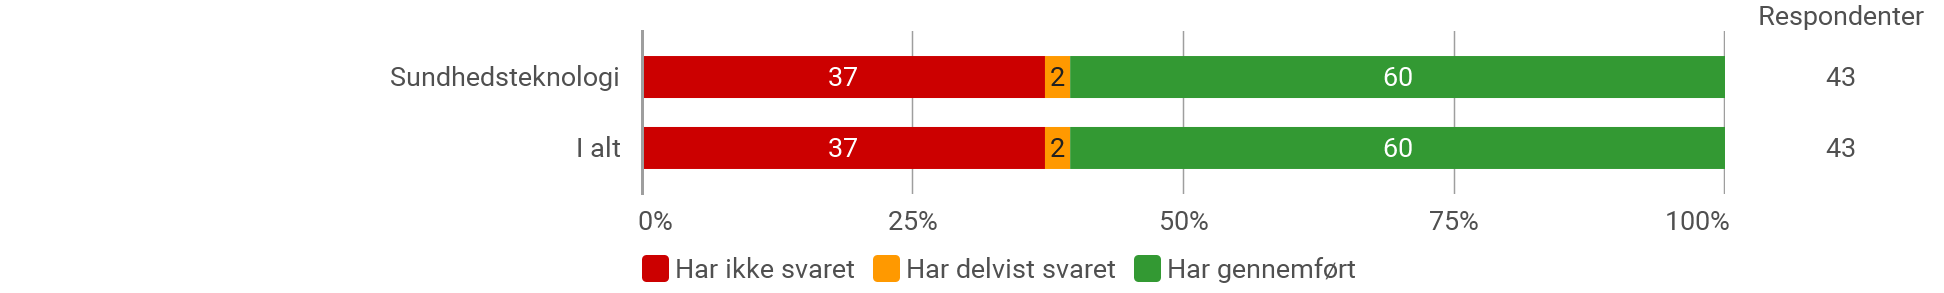 Respondenter
Sundhedsteknologi 37 2 60 43
I alt 37 2 60 43
0% 25% 50% 75% 100%
Har ikke svaret Har delvist svaret Har gennemført